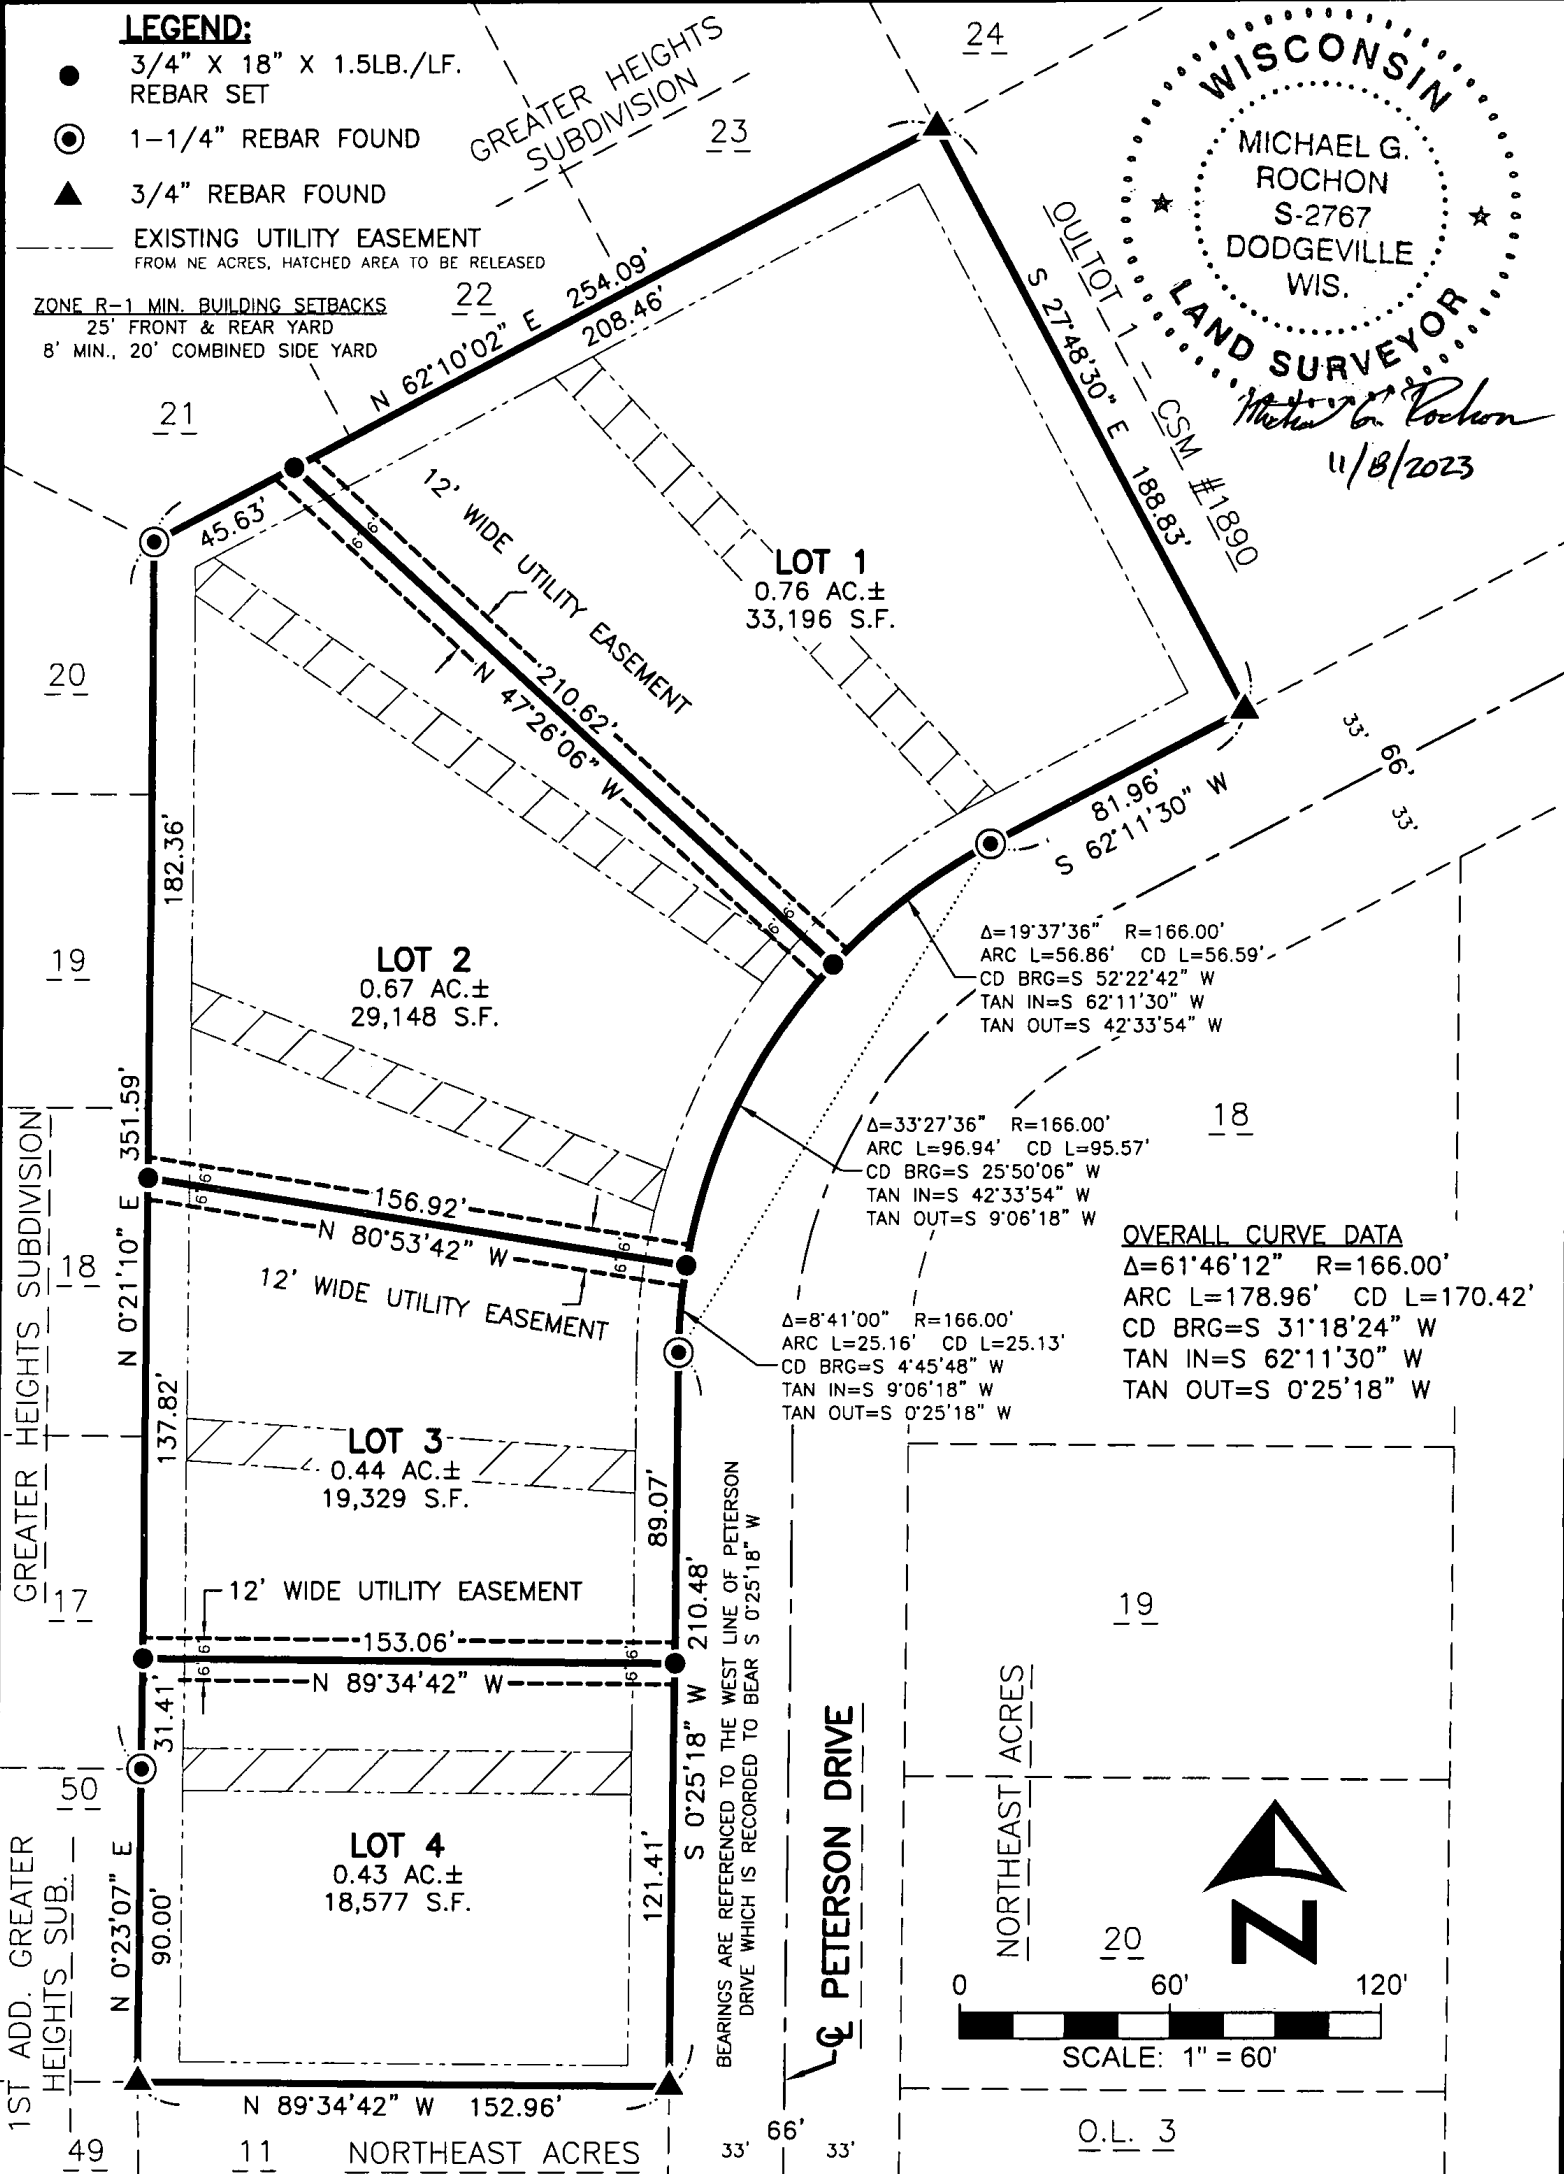 LEGEND:
3/4" X 18" X 1.5LB./LF.
REBAR SET
1-1/4" REBAR FOUND
3/4" REBAR FOUND
EXISTING UTILITY EASEMENT
FROM NE ACRES, HATCHED AREA TO BE RELEASED
ZONE R-1 MIN. BUILDING SETBACKS
25' FRONT & REAR YARD
8' MIN., 20' COMBINED SIDE YARD
GREATER HEIGHTS
SUBDIVISION
24
23
22
21
20
19
18
17
50
49
11
WISCONSIN
MICHAEL G.
ROCHON
S-2767
DODGEVILLE
WIS.
LAND SURVEYOR
Michael G. Rochon
11/8/2023
OULTOT 1 - CSM #1890
N 62°10'02" E 254.09'
208.46'
45.63'
S 27°48'30" E 188.83'
12' WIDE UTILITY EASEMENT
6' 6'
210.62'
N 47°26'06" W
6' 6'
LOT 1
0.76 AC.±
33,196 S.F.
81.96'
S 62°11'30" W
33' 66' 33'
182.36'
LOT 2
0.67 AC.±
29,148 S.F.
Δ=19°37'36" R=166.00'
ARC L=56.86' CD L=56.59'
CD BRG=S 52°22'42" W
TAN IN=S 62°11'30" W
TAN OUT=S 42°33'54" W
18
Δ=33°27'36" R=166.00'
ARC L=96.94' CD L=95.57'
CD BRG=S 25°50'06" W
TAN IN=S 42°33'54" W
TAN OUT=S 9°06'18" W
N 0°21'10" E 351.59'
GREATER HEIGHTS SUBDIVISION
6' 6'
156.92'
N 80°53'42" W
6' 6'
12' WIDE UTILITY EASEMENT
OVERALL CURVE DATA
Δ=61°46'12" R=166.00'
ARC L=178.96' CD L=170.42'
CD BRG=S 31°18'24" W
TAN IN=S 62°11'30" W
TAN OUT=S 0°25'18" W
Δ=8°41'00" R=166.00'
ARC L=25.16' CD L=25.13'
CD BRG=S 4°45'48" W
TAN IN=S 9°06'18" W
TAN OUT=S 0°25'18" W
137.82'
LOT 3
0.44 AC.±
19,329 S.F.
89.07'
12' WIDE UTILITY EASEMENT
6' 6'
153.06'
N 89°34'42" W
6' 6'
S 0°25'18" W 210.48'
BEARINGS ARE REFERENCED TO THE WEST LINE OF PETERSON
DRIVE WHICH IS RECORDED TO BEAR S 0°25'18" W
31.41'
LOT 4
0.43 AC.±
18,577 S.F.
121.41'
N 0°23'07" E
90.00'
1ST ADD. GREATER
HEIGHTS SUB.
N 89°34'42" W 152.96'
NORTHEAST ACRES
℄ PETERSON DRIVE
33' 66' 33'
19
NORTHEAST ACRES
20
N
0 60' 120'
SCALE: 1" = 60'
O.L. 3